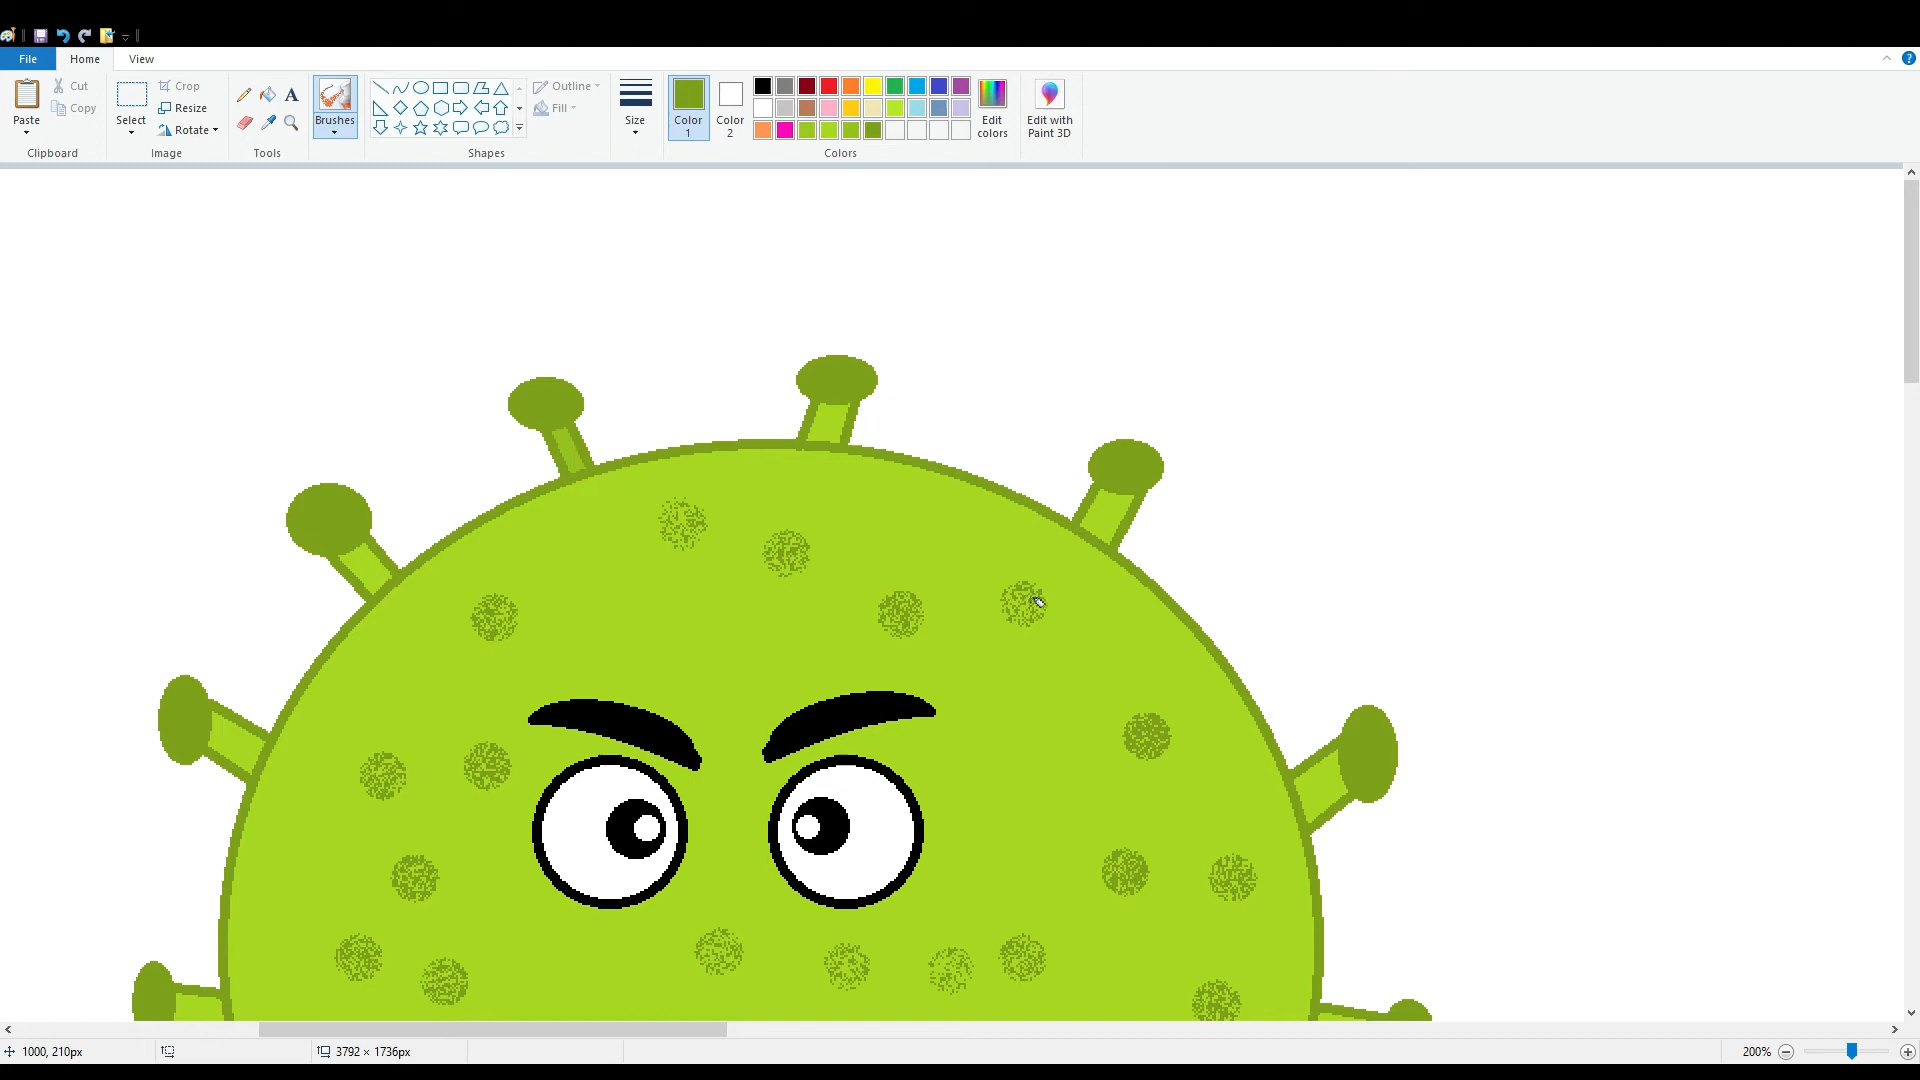 File Home View
Paste
Cut
Copy
Clipboard
Select
Crop
Resize
Rotate
Image
A
Tools
Brushes
Shapes
Outline
Fill
Size
Color
1
Color
2
Edit
colors
Colors
Edit with
Paint 3D
?
1000, 210px
3792 × 1736px
200%